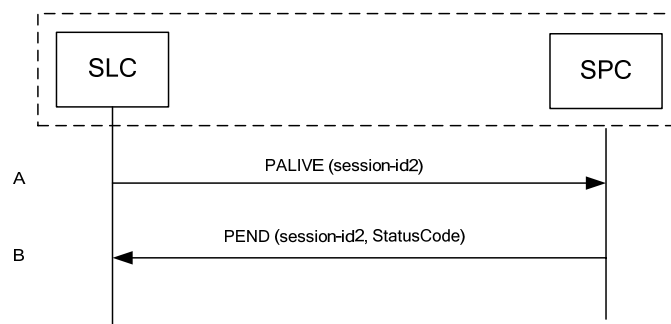 SLC
SPC
A
PALIVE (session-id2)
B
PEND (session-id2, StatusCode)